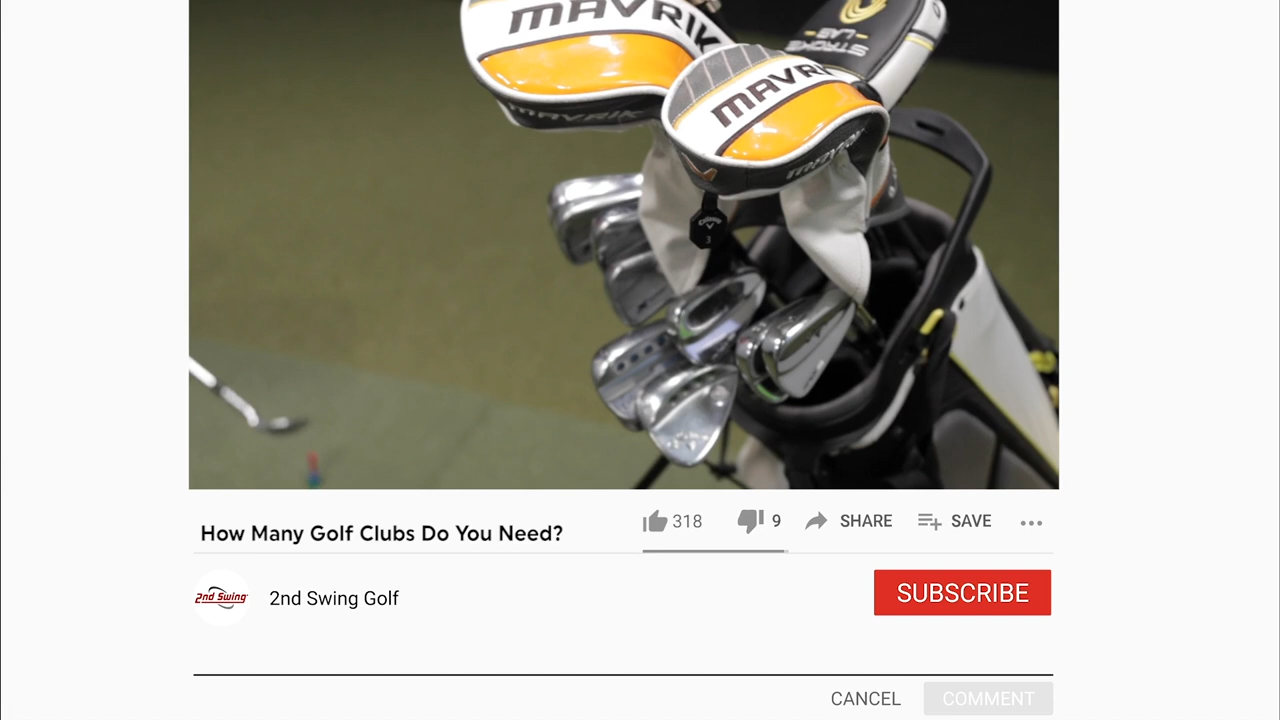 MAVRIK
MAVRIK
MAVRIK
STROKE
LAB
3
How Many Golf Clubs Do You Need?
318
9
SHARE
SAVE
2nd Swing
2nd Swing Golf
SUBSCRIBE
CANCEL
COMMENT